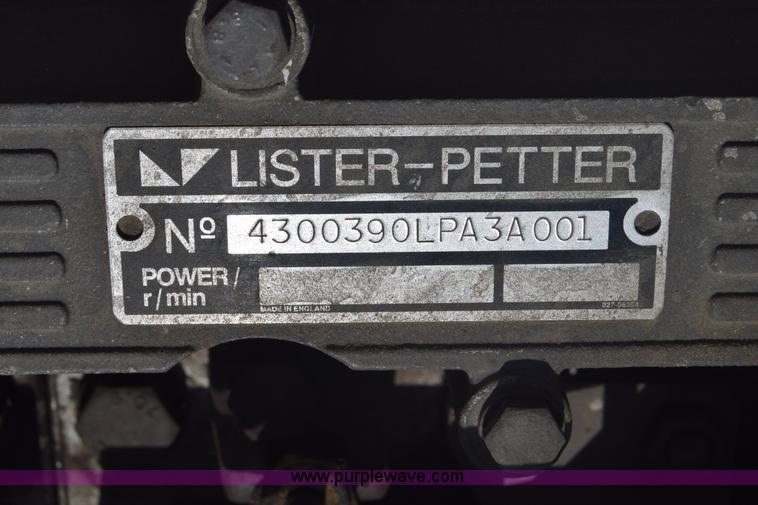 LISTER-PETTER
Nº 4300390LPA3A001
POWER/
r/min
MADE IN ENGLAND
www.purplewave.com